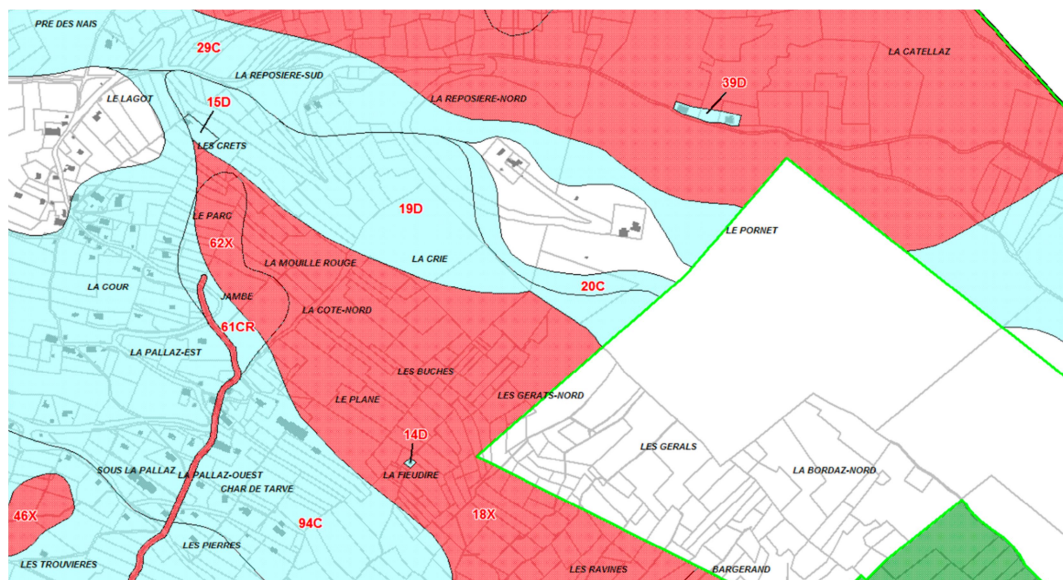 PRE DES NAIS
29C
LA CATELLAZ
LA REPOSIERE-SUD
39D
LE LAGOT
15D
LA REPOSIERE-NORD
LES CRETS
LE PARC
19D
62X
LE PORNET
LA CRIE
LA MOUILLE ROUGE
LA COUR
20C
JAMBE
LA COTE-NORD
61CR
LA PALLAZ-EST
LES BUCHES
LE PLANE
LES GERATS-NORD
14D
LES GERALS
SOUS LA PALLAZ
LA PALLAZ-OUEST
LA FIEUDIRE
LA BORDAZ-NORD
CHAR DE TARVE
46X
94C
18X
LES PIERRES
LES TROUVIERES
LES RAVINES
BARGERAND